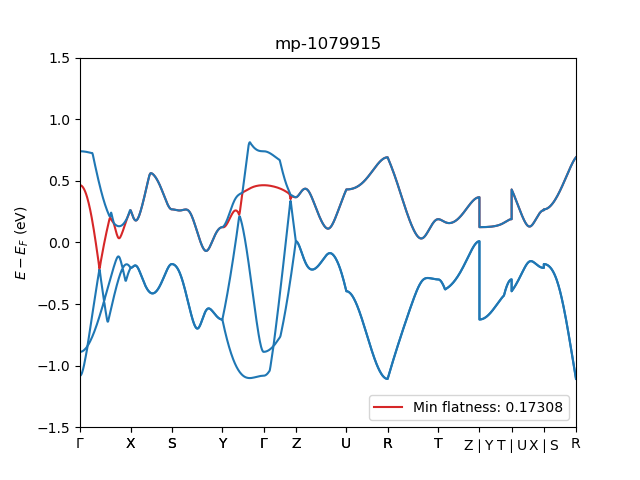 mp-1079915
E − E_F (eV)
1.5
1.0
0.5
0.0
−0.5
−1.0
−1.5
Min flatness: 0.17308
Γ X S Y Γ Z U R T Z | Y T | U X | S R